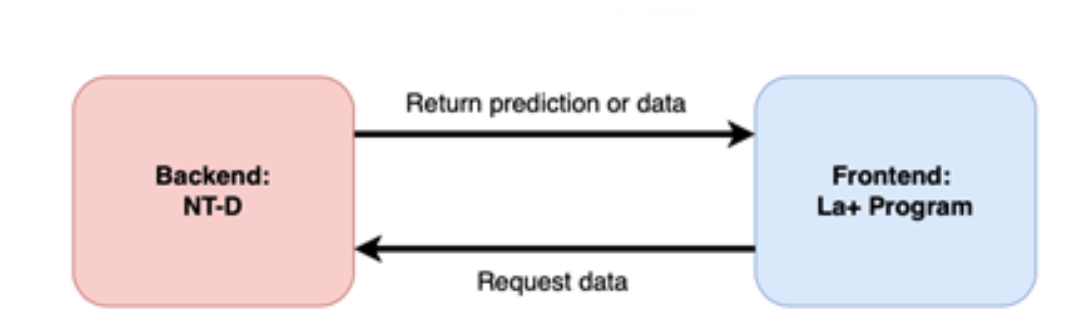 Return prediction or data
Backend:
NT-D
Frontend:
La+ Program
Request data